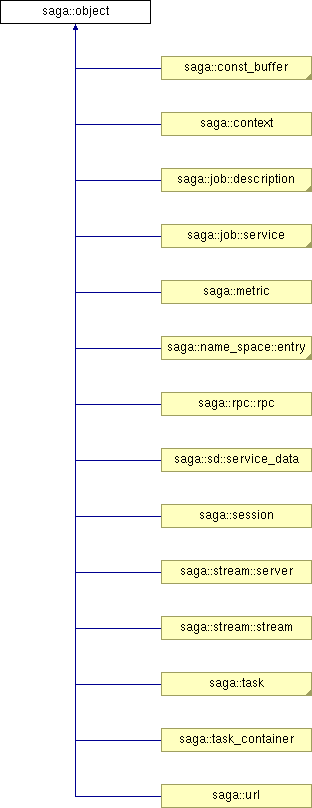 saga::object
saga::const_buffer
saga::context
saga::job::description
saga::job::service
saga::metric
saga::name_space::entry
saga::rpc::rpc
saga::sd::service_data
saga::session
saga::stream::server
saga::stream::stream
saga::task
saga::task_container
saga::url